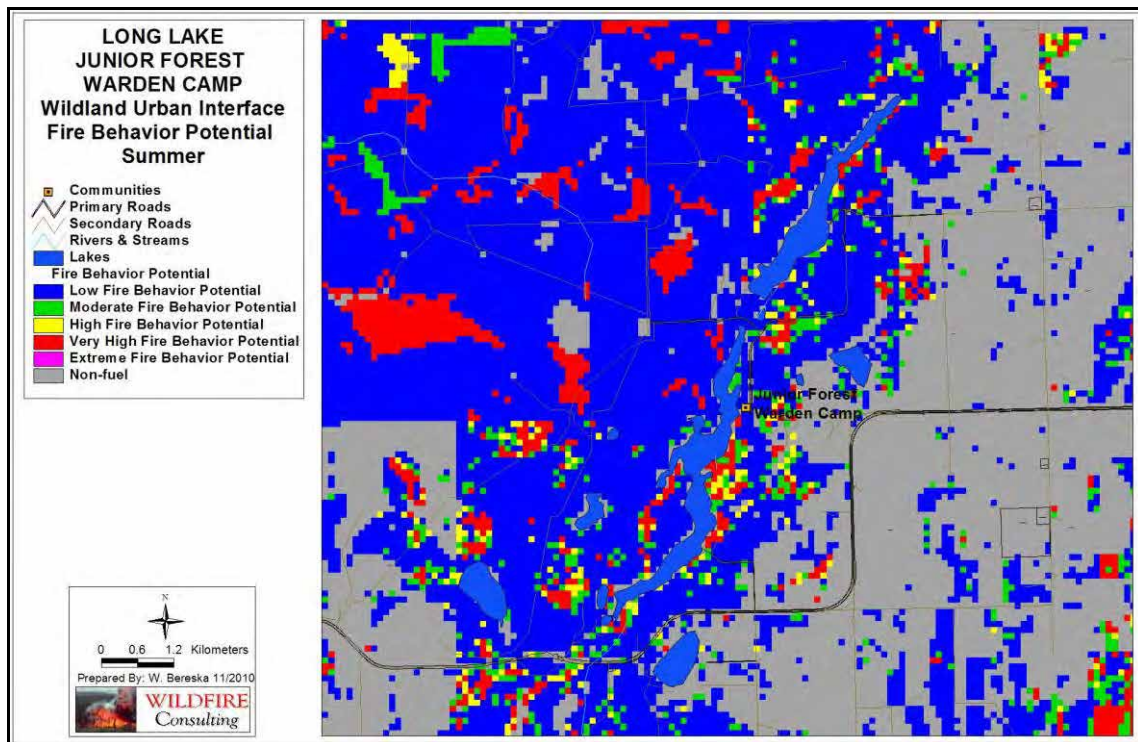 LONG LAKE
JUNIOR FOREST
WARDEN CAMP
Wildland Urban Interface
Fire Behavior Potential
Summer
Communities
Primary Roads
Secondary Roads
Rivers & Streams
Lakes
Fire Behavior Potential
Low Fire Behavior Potential
Moderate Fire Behavior Potential
High Fire Behavior Potential
Very High Fire Behavior Potential
Extreme Fire Behavior Potential
Non-fuel
Junior Forest
Warden Camp
N
0 0.6 1.2 Kilometers
Prepared By: W. Bereska 11/2010
WILDFIRE
Consulting